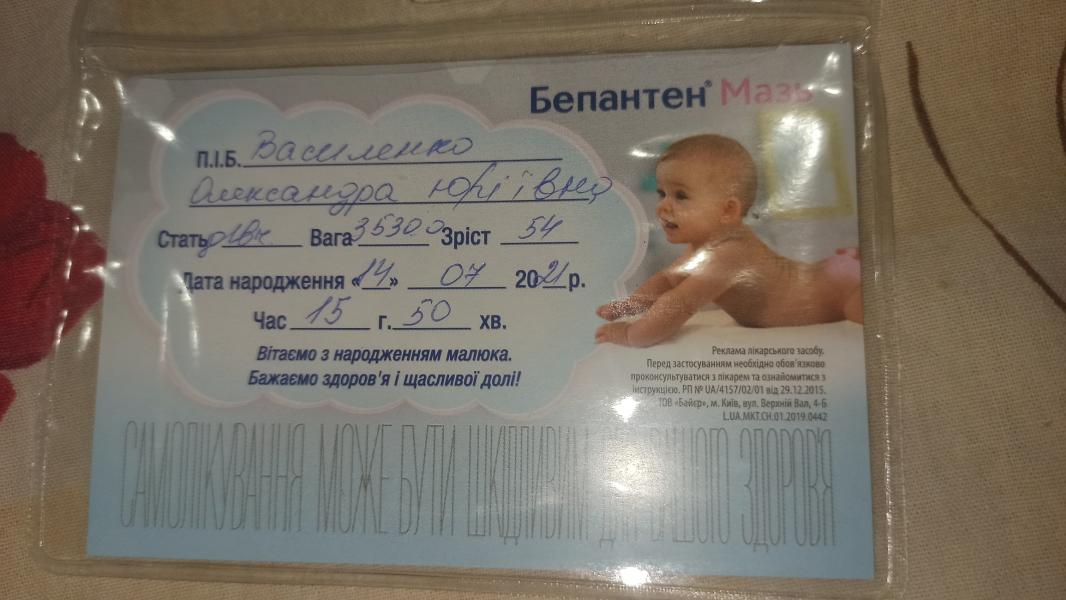 Бепантен® Мазь
П.І.Б. Василенко
Олександра Юріївна
Стать дівч Вага 3530 г Зріст 54
Дата народження «14» 07 2021 р.
Час 15 г. 50 хв.
Вітаємо з народженням малюка.
Бажаємо здоров'я і щасливої долі!
Реклама лікарського засобу.
Перед застосуванням необхідно обов'язково
проконсультуватися з лікарем та ознайомитися з
інструкцією. РП № UA/4157/02/01 від 29.12.2015.
ТОВ «Байєр», м. Київ, вул. Верхній Вал, 4-Б
L.UA.MKT.CH.01.2019.0442
САМОЛІКУВАННЯ МОЖЕ БУТИ ШКІДЛИВИМ ДЛЯ ВАШОГО ЗДОРОВ'Я